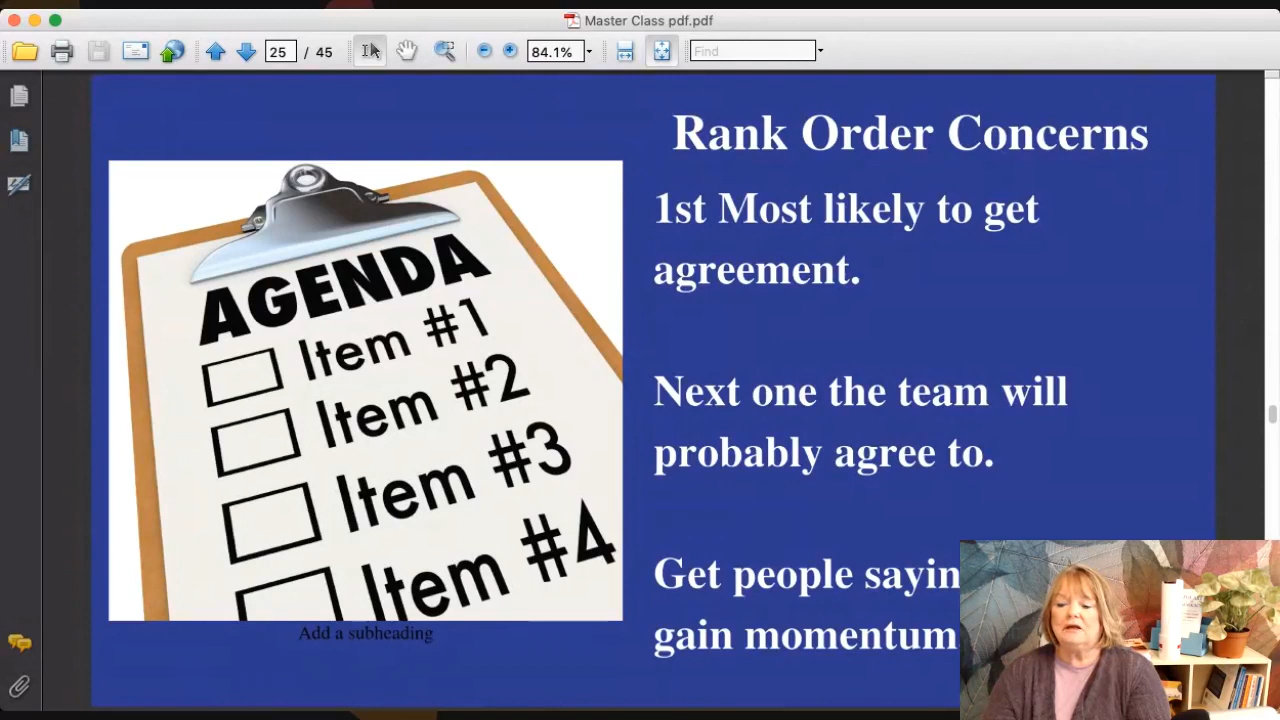 Master Class pdf.pdf
25 / 45
84.1%
Find
Rank Order Concerns
1st Most likely to get
agreement.
Next one the team will
probably agree to.
Get people
gain momentum
AGENDA
Item #1
Item #2
Item #3
Item #4
Add a subheading